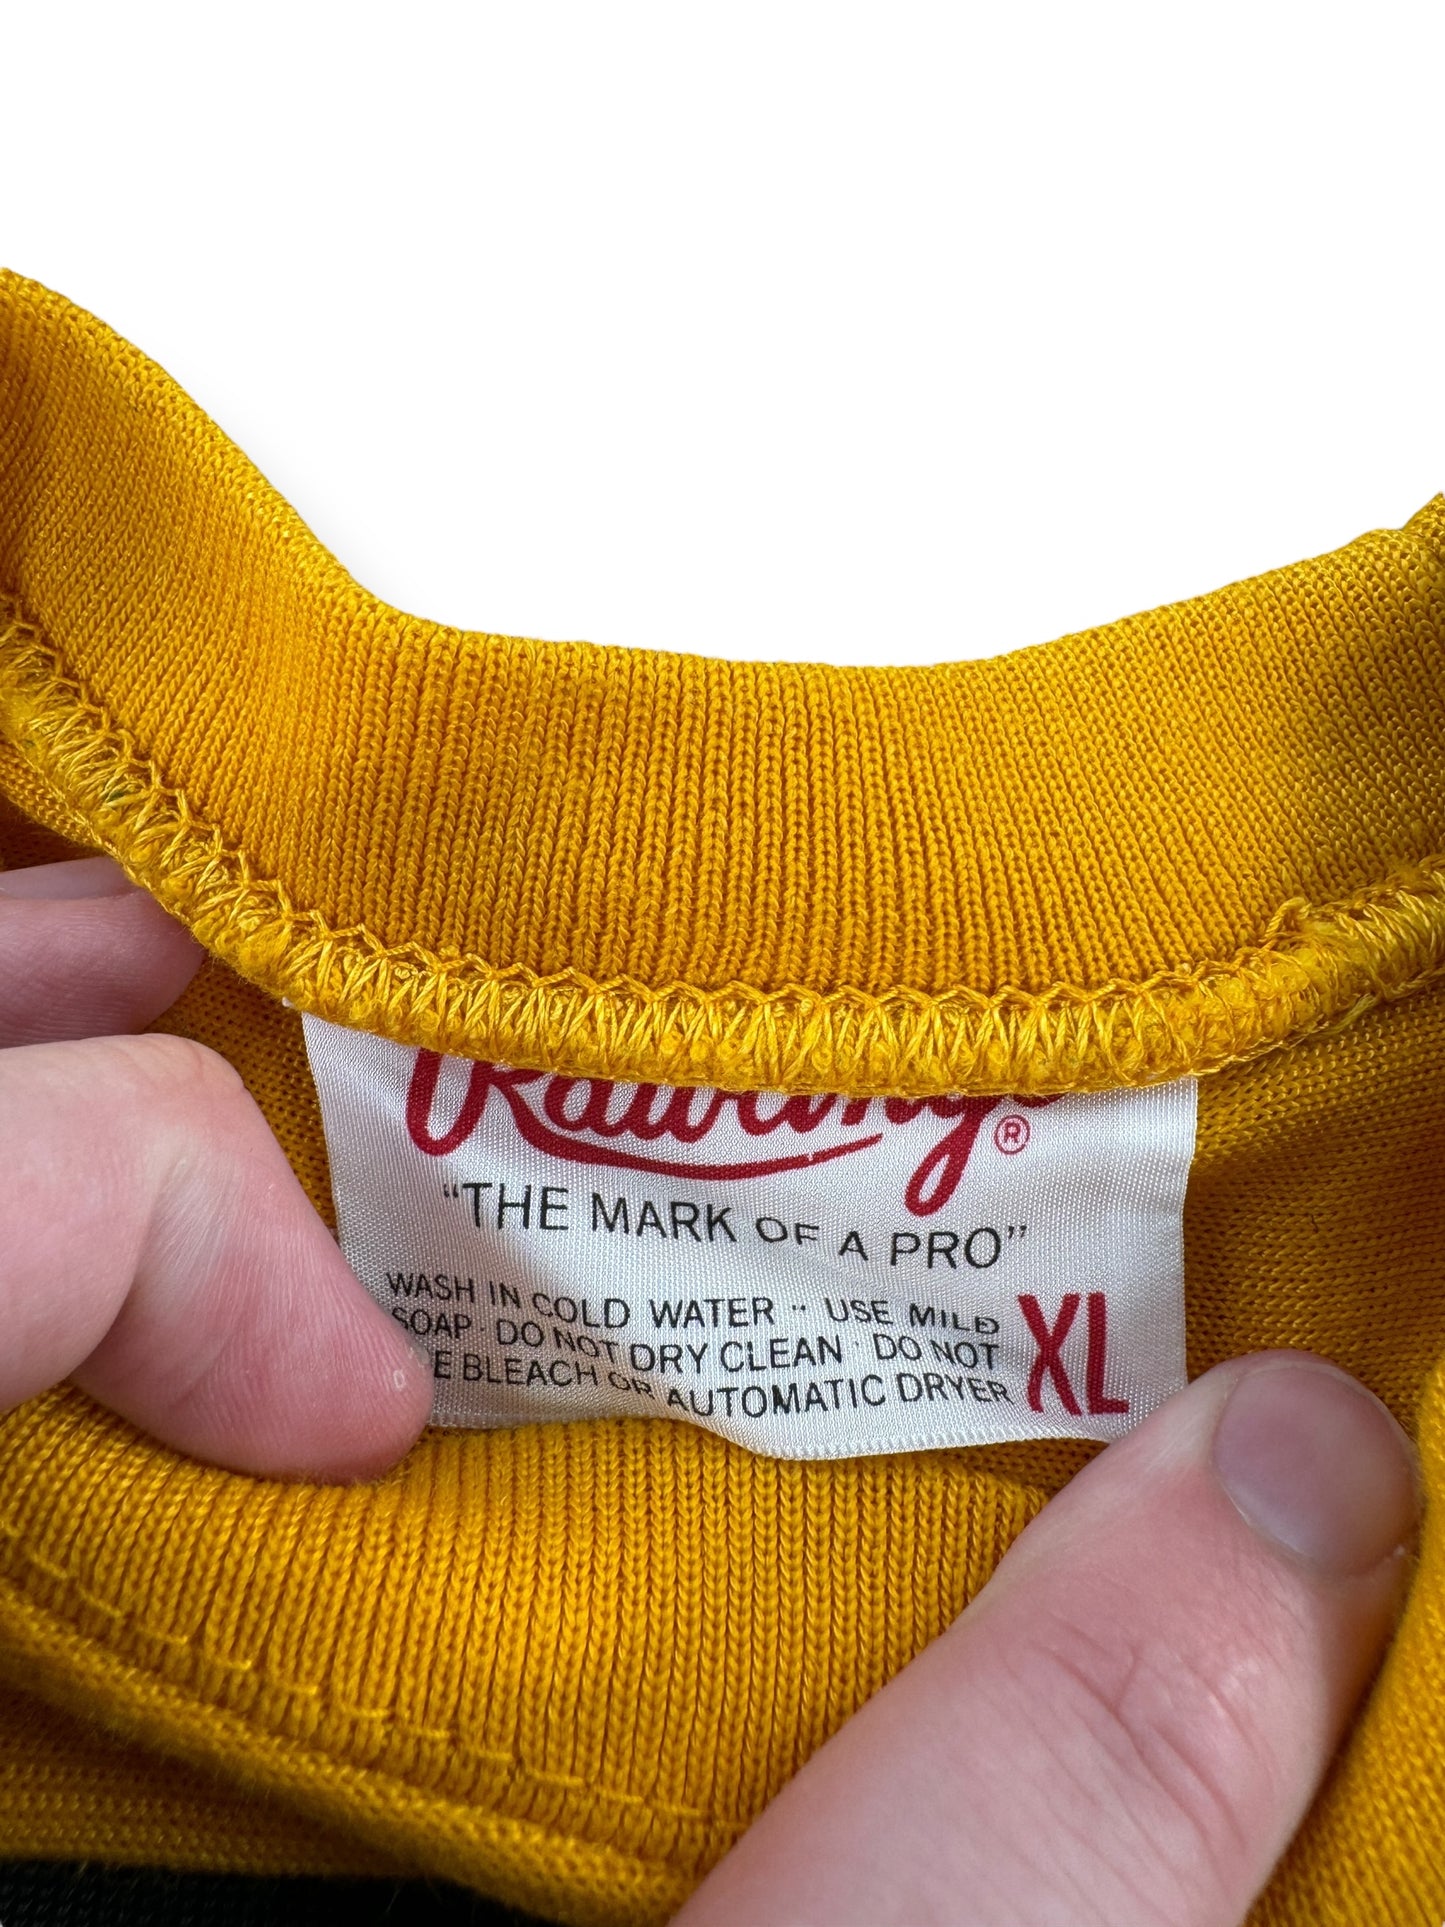 Rawlings ®
"THE MARK OF A PRO"
WASH IN COLD WATER · USE MILD
SOAP · DO NOT DRY CLEAN · DO NOT
BLEACH OR AUTOMATIC DRYER
XL